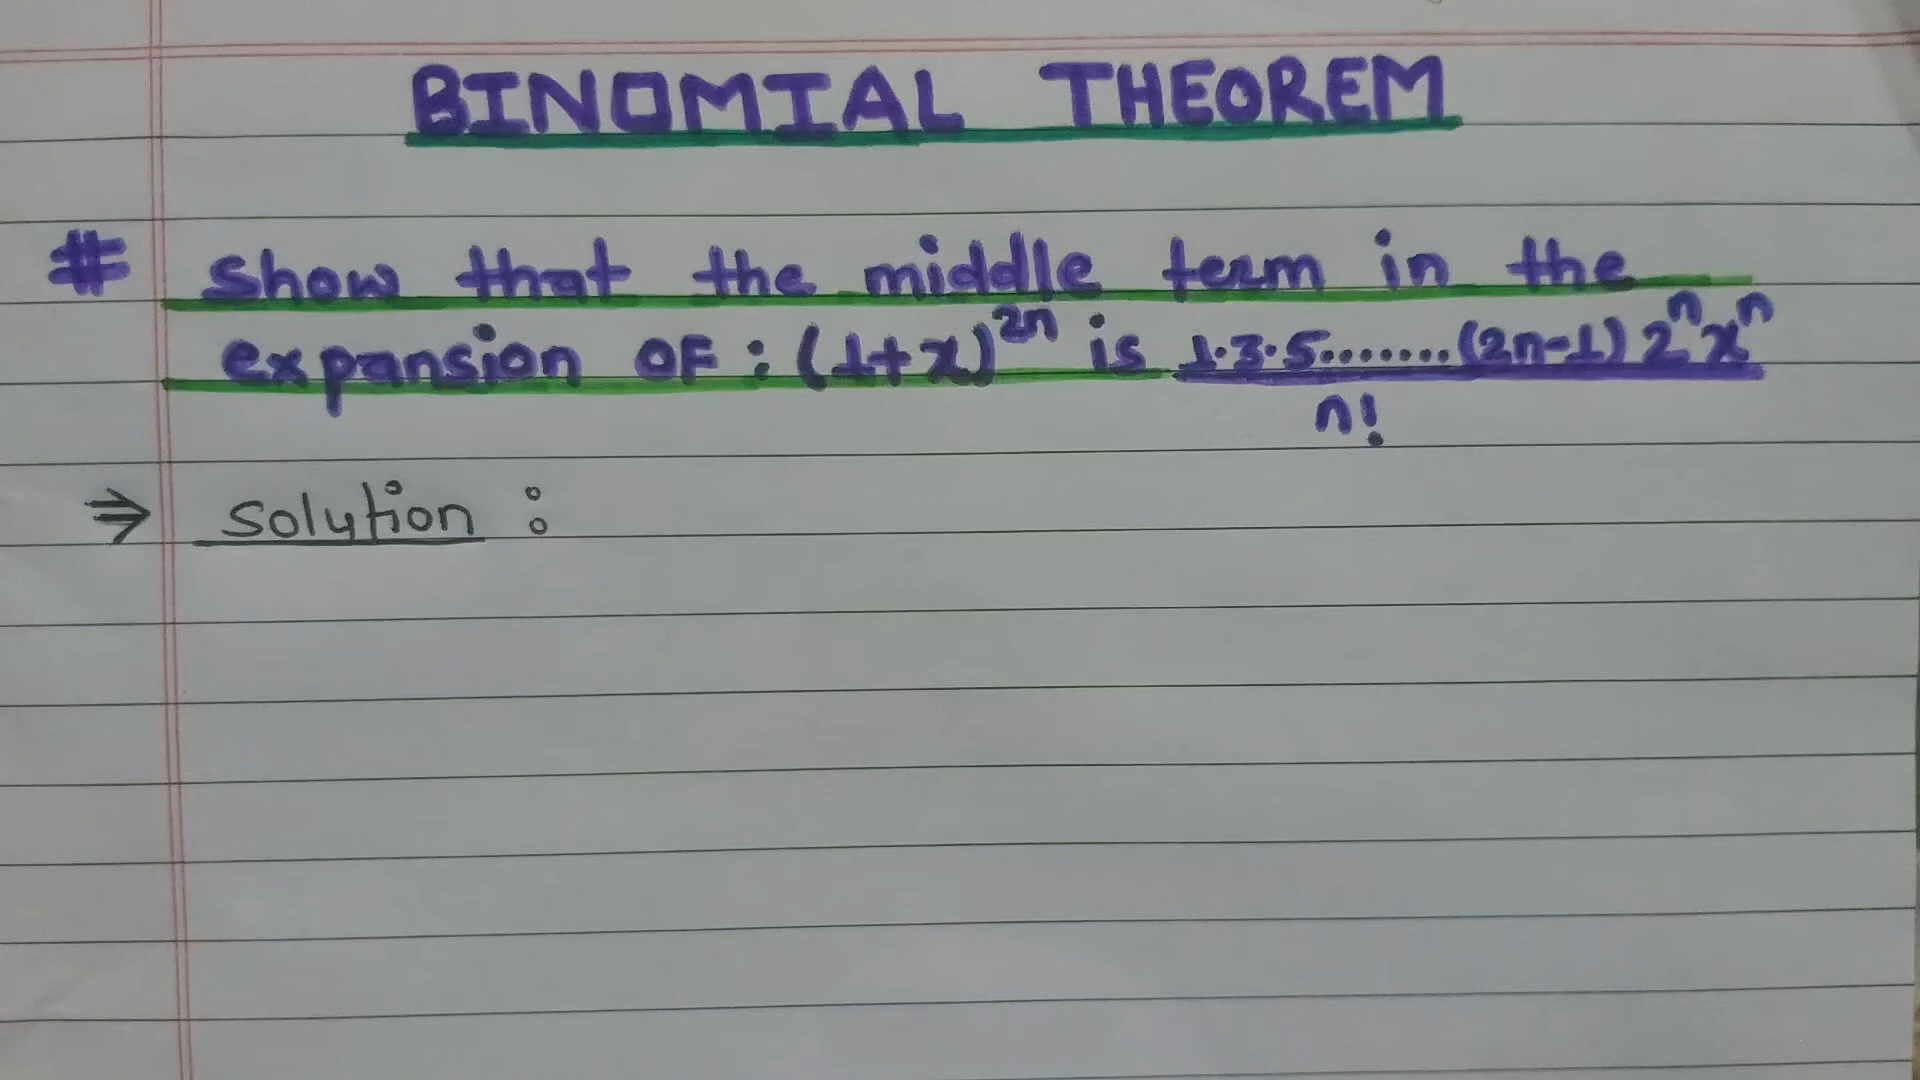 BINOMIAL THEOREM
# Show that the middle term in the
expansion OF : (1+x)^2n is 1.3.5.......(2n-1) 2^n x^n
n!
⇒ Solution :